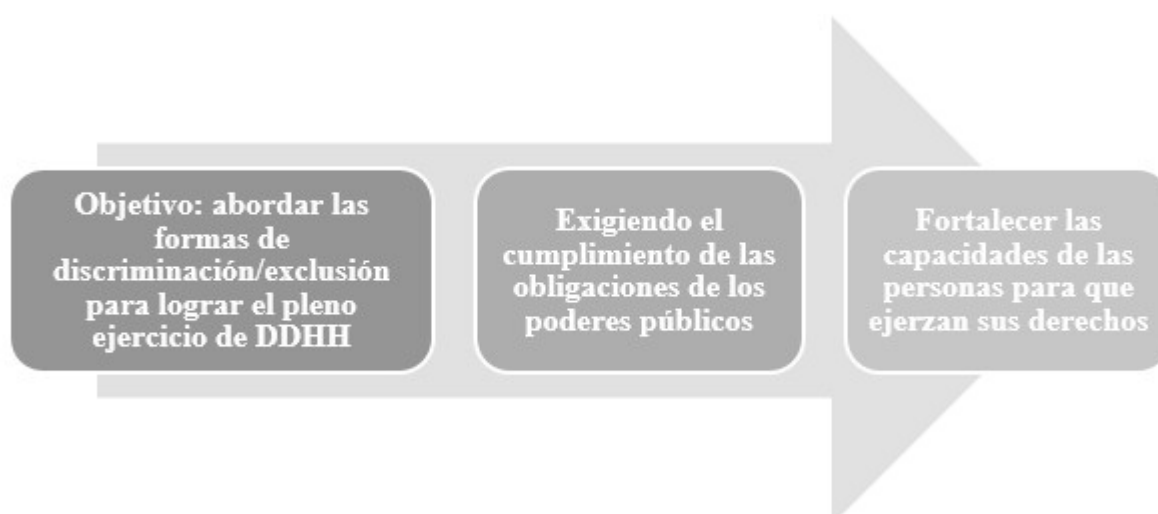 Objetivo: abordar las
formas de
discriminación/exclusión
para lograr el pleno
ejercicio de DDHH
Exigiendo el
cumplimiento de las
obligaciones de los
poderes públicos
Fortalecer las
capacidades de las
personas para que
ejerzan sus derechos